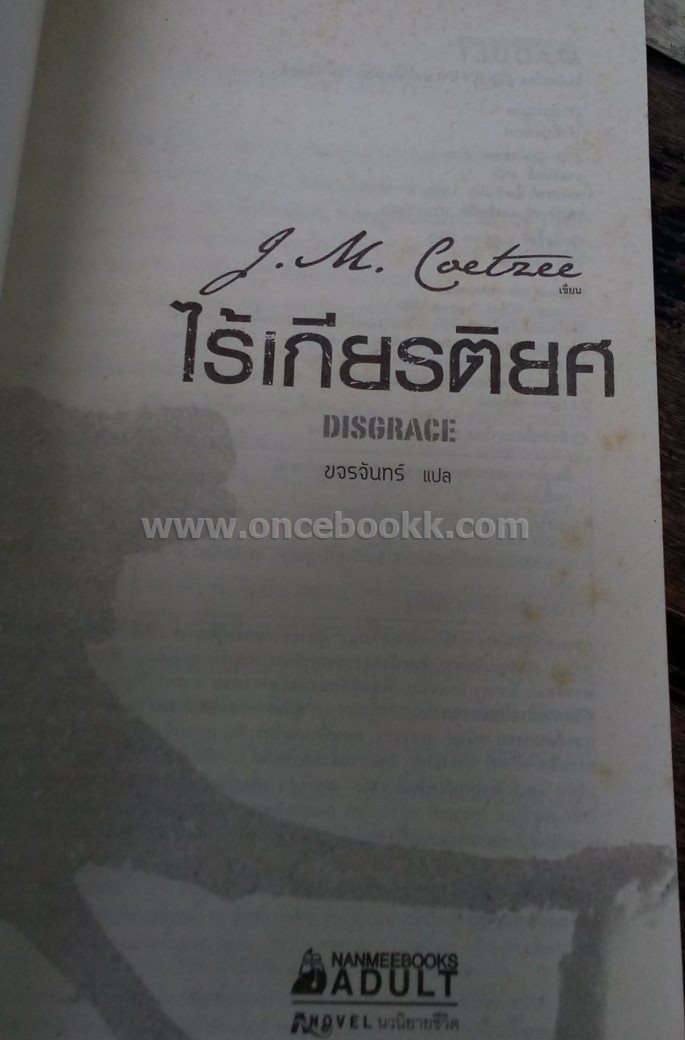 J. M. Coetzee
เขียน
ไร้เกียรติยศ
DISGRACE
ขจรจันทร์ แปล
www.oncebookk.com
NANMEEBOOKS
ADULT
NOVEL นวนิยายชีวิต